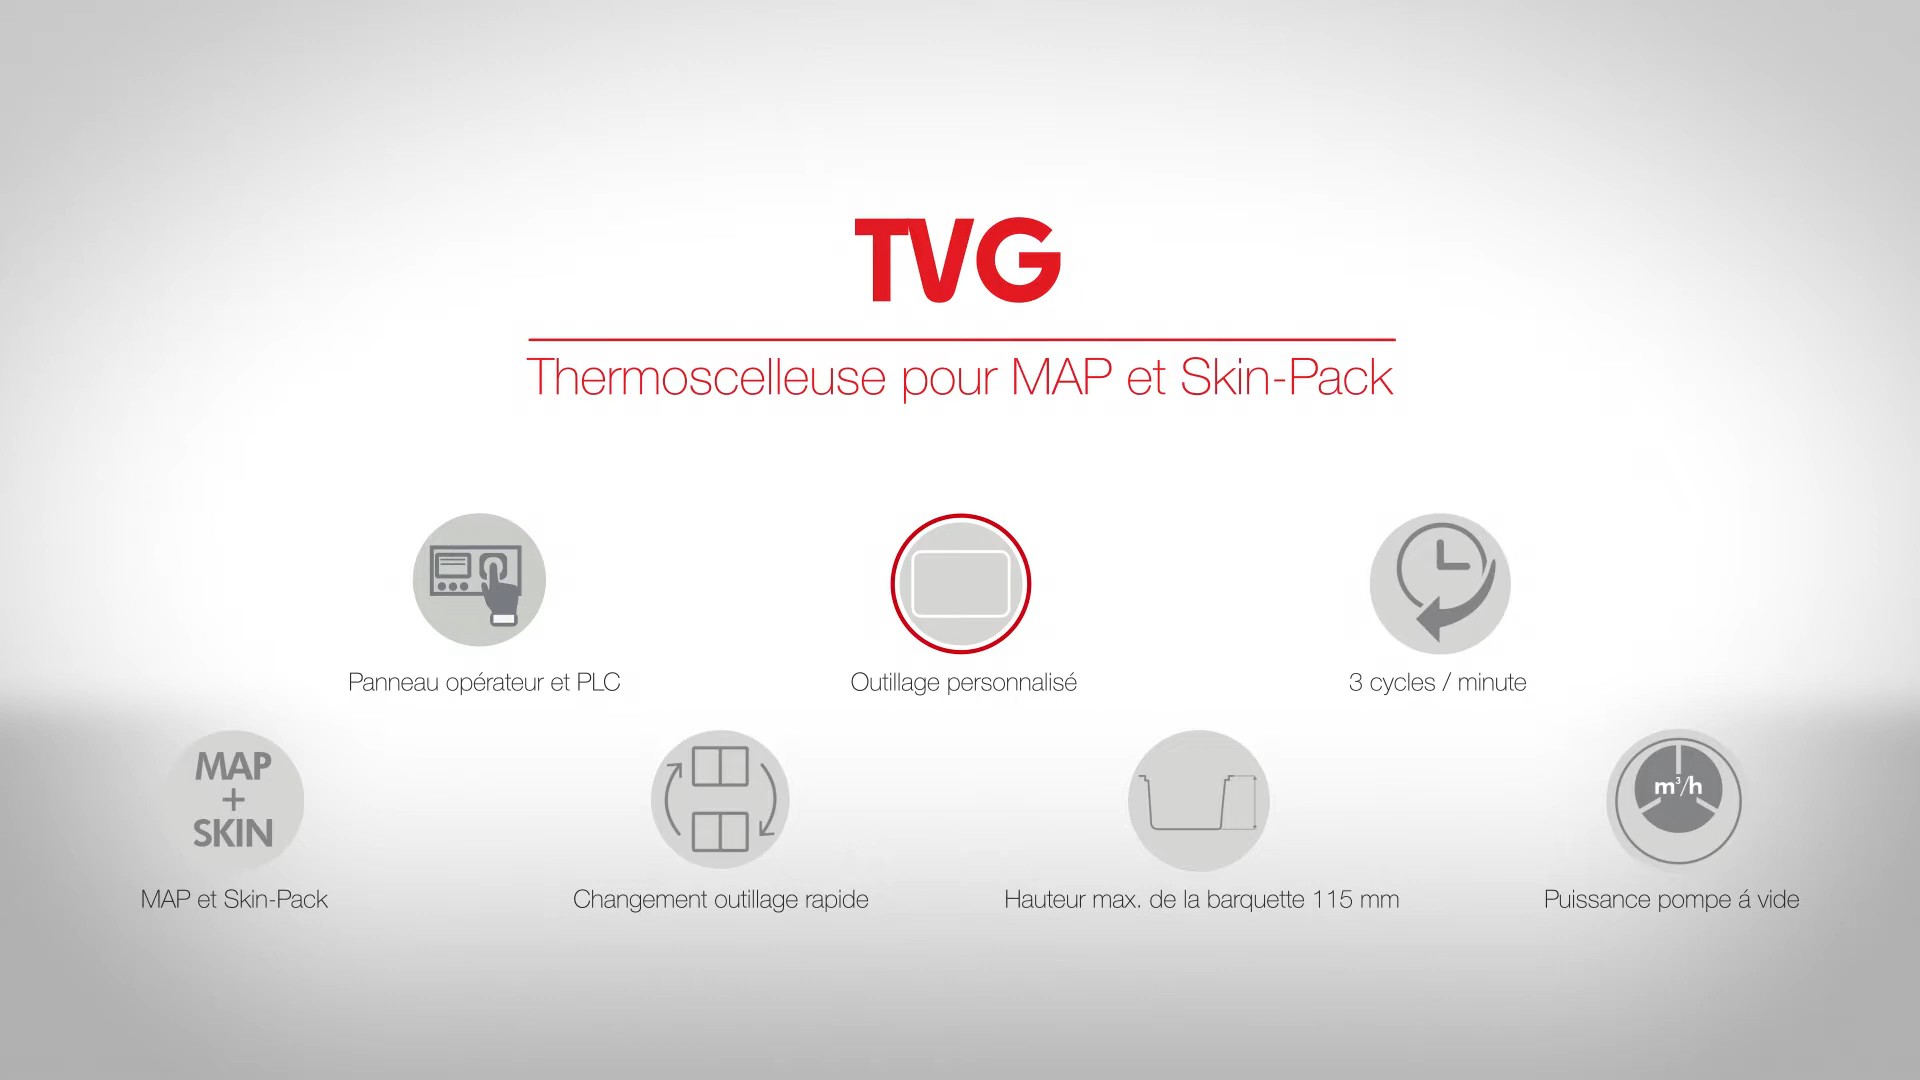 TVG
Thermoscelleuse pour MAP et Skin-Pack
Panneau opérateur et PLC
Outillage personnalisé
3 cycles / minute
MAP
+
SKIN
m³/h
MAP et Skin-Pack
Changement outillage rapide
Hauteur max. de la barquette 115 mm
Puissance pompe á vide